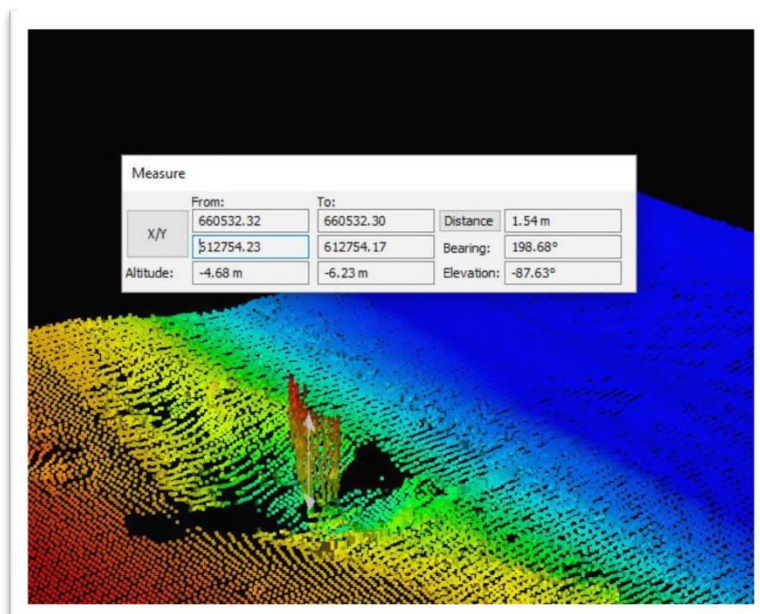 Measure
From: To:
X/Y 660532.32 660532.30 Distance 1.54 m
512754.23 612754.17 Bearing: 198.68°
Altitude: -4.68 m -6.23 m Elevation: -87.63°